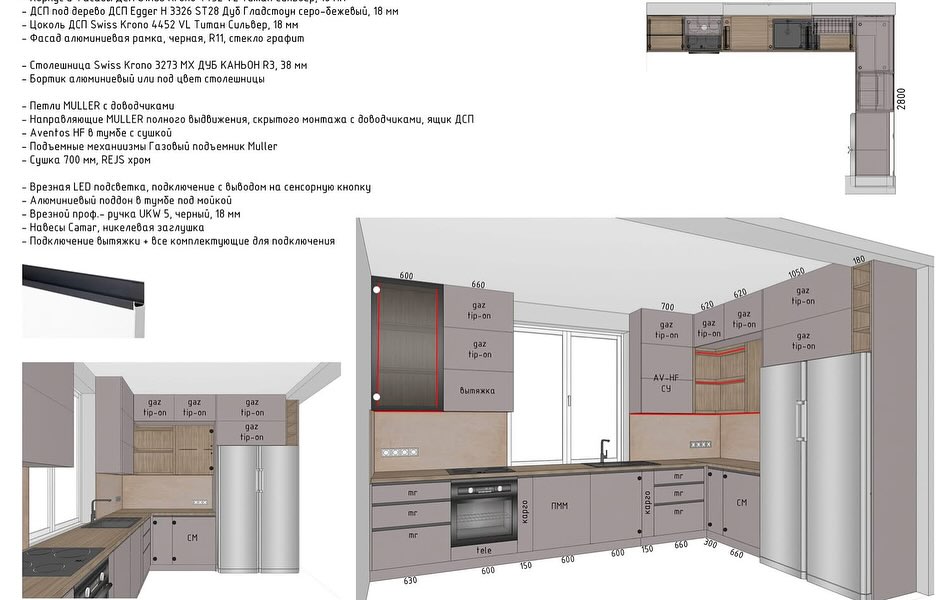 - ДСП под дерево ДСП Egger H 3326 ST28 Дуб Гладстоун серо-бежевый, 18 мм
- Цоколь ДСП Swiss Krono 4452 VL Титан Сильвер, 18 мм
- Фасад алюминиевая рамка, черная, R11, стекло графит
- Столешница Swiss Krono 3273 MX ДУБ КАНЬОН R3, 38 мм
- Бортик алюминиевый или под цвет столешницы
- Петли MULLER с доводчиками
- Направляющие MULLER полного выдвижения, скрытого монтажа с доводчиками, ящик ДСП
- Aventos HF в тумбе с сушкой
- Подъемные механиизмы Газовый подъемник Muller
- Сушка 700 мм, REJS хром
- Врезная LED подсветка, подключение с выводом на сенсорную кнопку
- Алюминиевый поддон в тумбе под мойкой
- Врезной проф.- ручка UKW 5, черный, 18 мм
- Навесы Camar, никелевая заглушка
- Подключение вытяжки + все комплектующие для подключения
2800
600
660
700
620
620
1050
180
gaz
tip-on
gaz
tip-on
вытяжка
gaz
tip-on
AV-HF
СУ
gaz
tip-on
gaz
tip-on
gaz
tip-on
gaz
tip-on
mr
mr
mr
tele
карго
ПММ
карго
mr
mr
mr
СМ
630
600
150
600
600
150
660
300
660
gaz
tip-on
gaz
tip-on
gaz
tip-on
gaz
tip-on
СМ